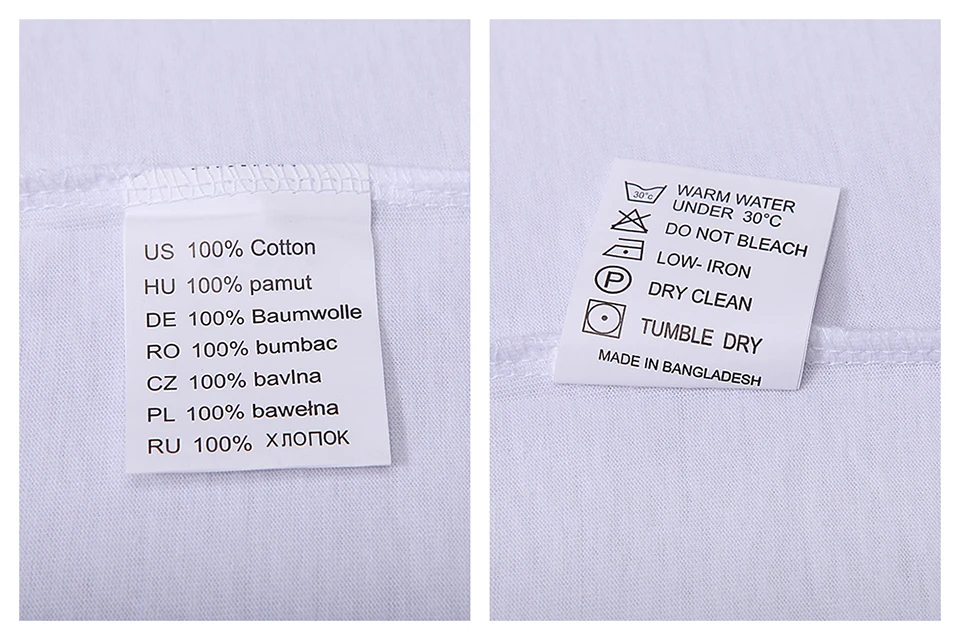 US 100% Cotton
HU 100% pamut
DE 100% Baumwolle
RO 100% bumbac
CZ 100% bavlna
PL 100% bawełna
RU 100% хлопок
30°c WARM WATER
UNDER 30°C
DO NOT BLEACH
LOW- IRON
P DRY CLEAN
TUMBLE DRY
MADE IN BANGLADESH